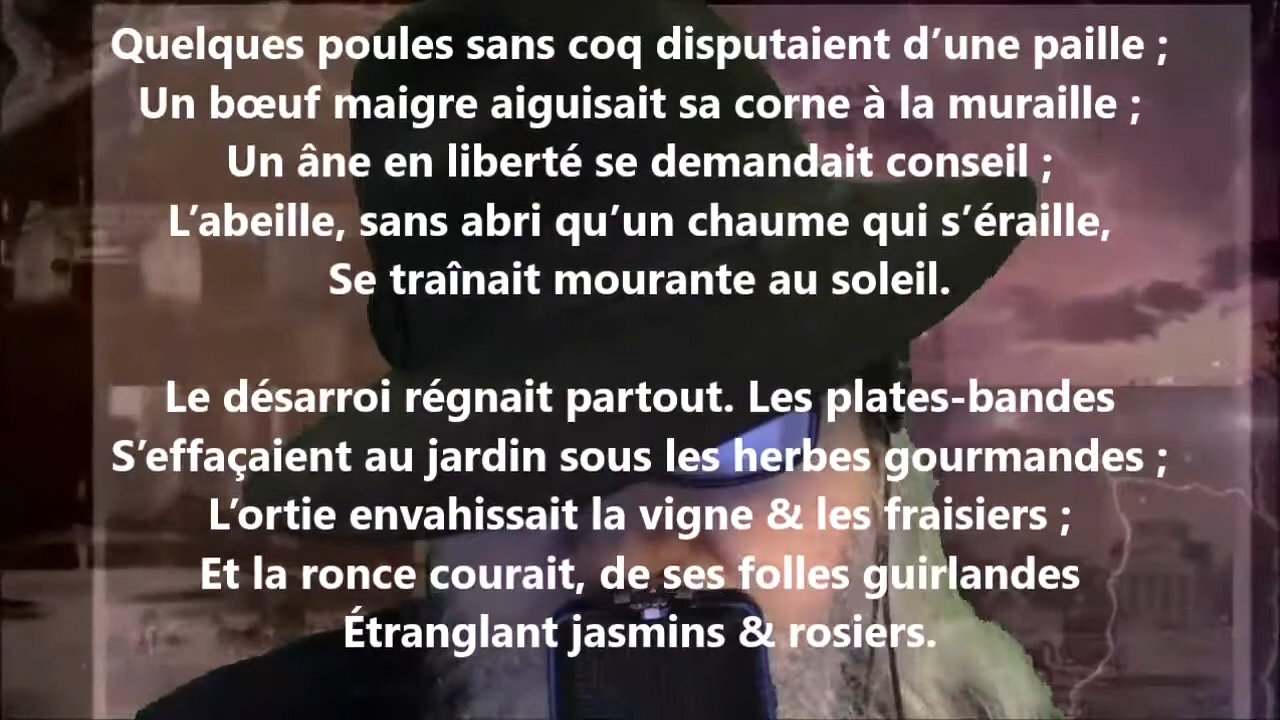 Quelques poules sans coq disputaient d’une paille ;
Un bœuf maigre aiguisait sa corne à la muraille ;
Un âne en liberté se demandait conseil ;
L’abeille, sans abri qu’un chaume qui s’éraille,
Se traînait mourante au soleil.
Le désarroi régnait partout. Les plates-bandes
S’effaçaient au jardin sous les herbes gourmandes ;
L’ortie envahissait la vigne & les fraisiers ;
Et la ronce courait, de ses folles guirlandes
Étranglant jasmins & rosiers.